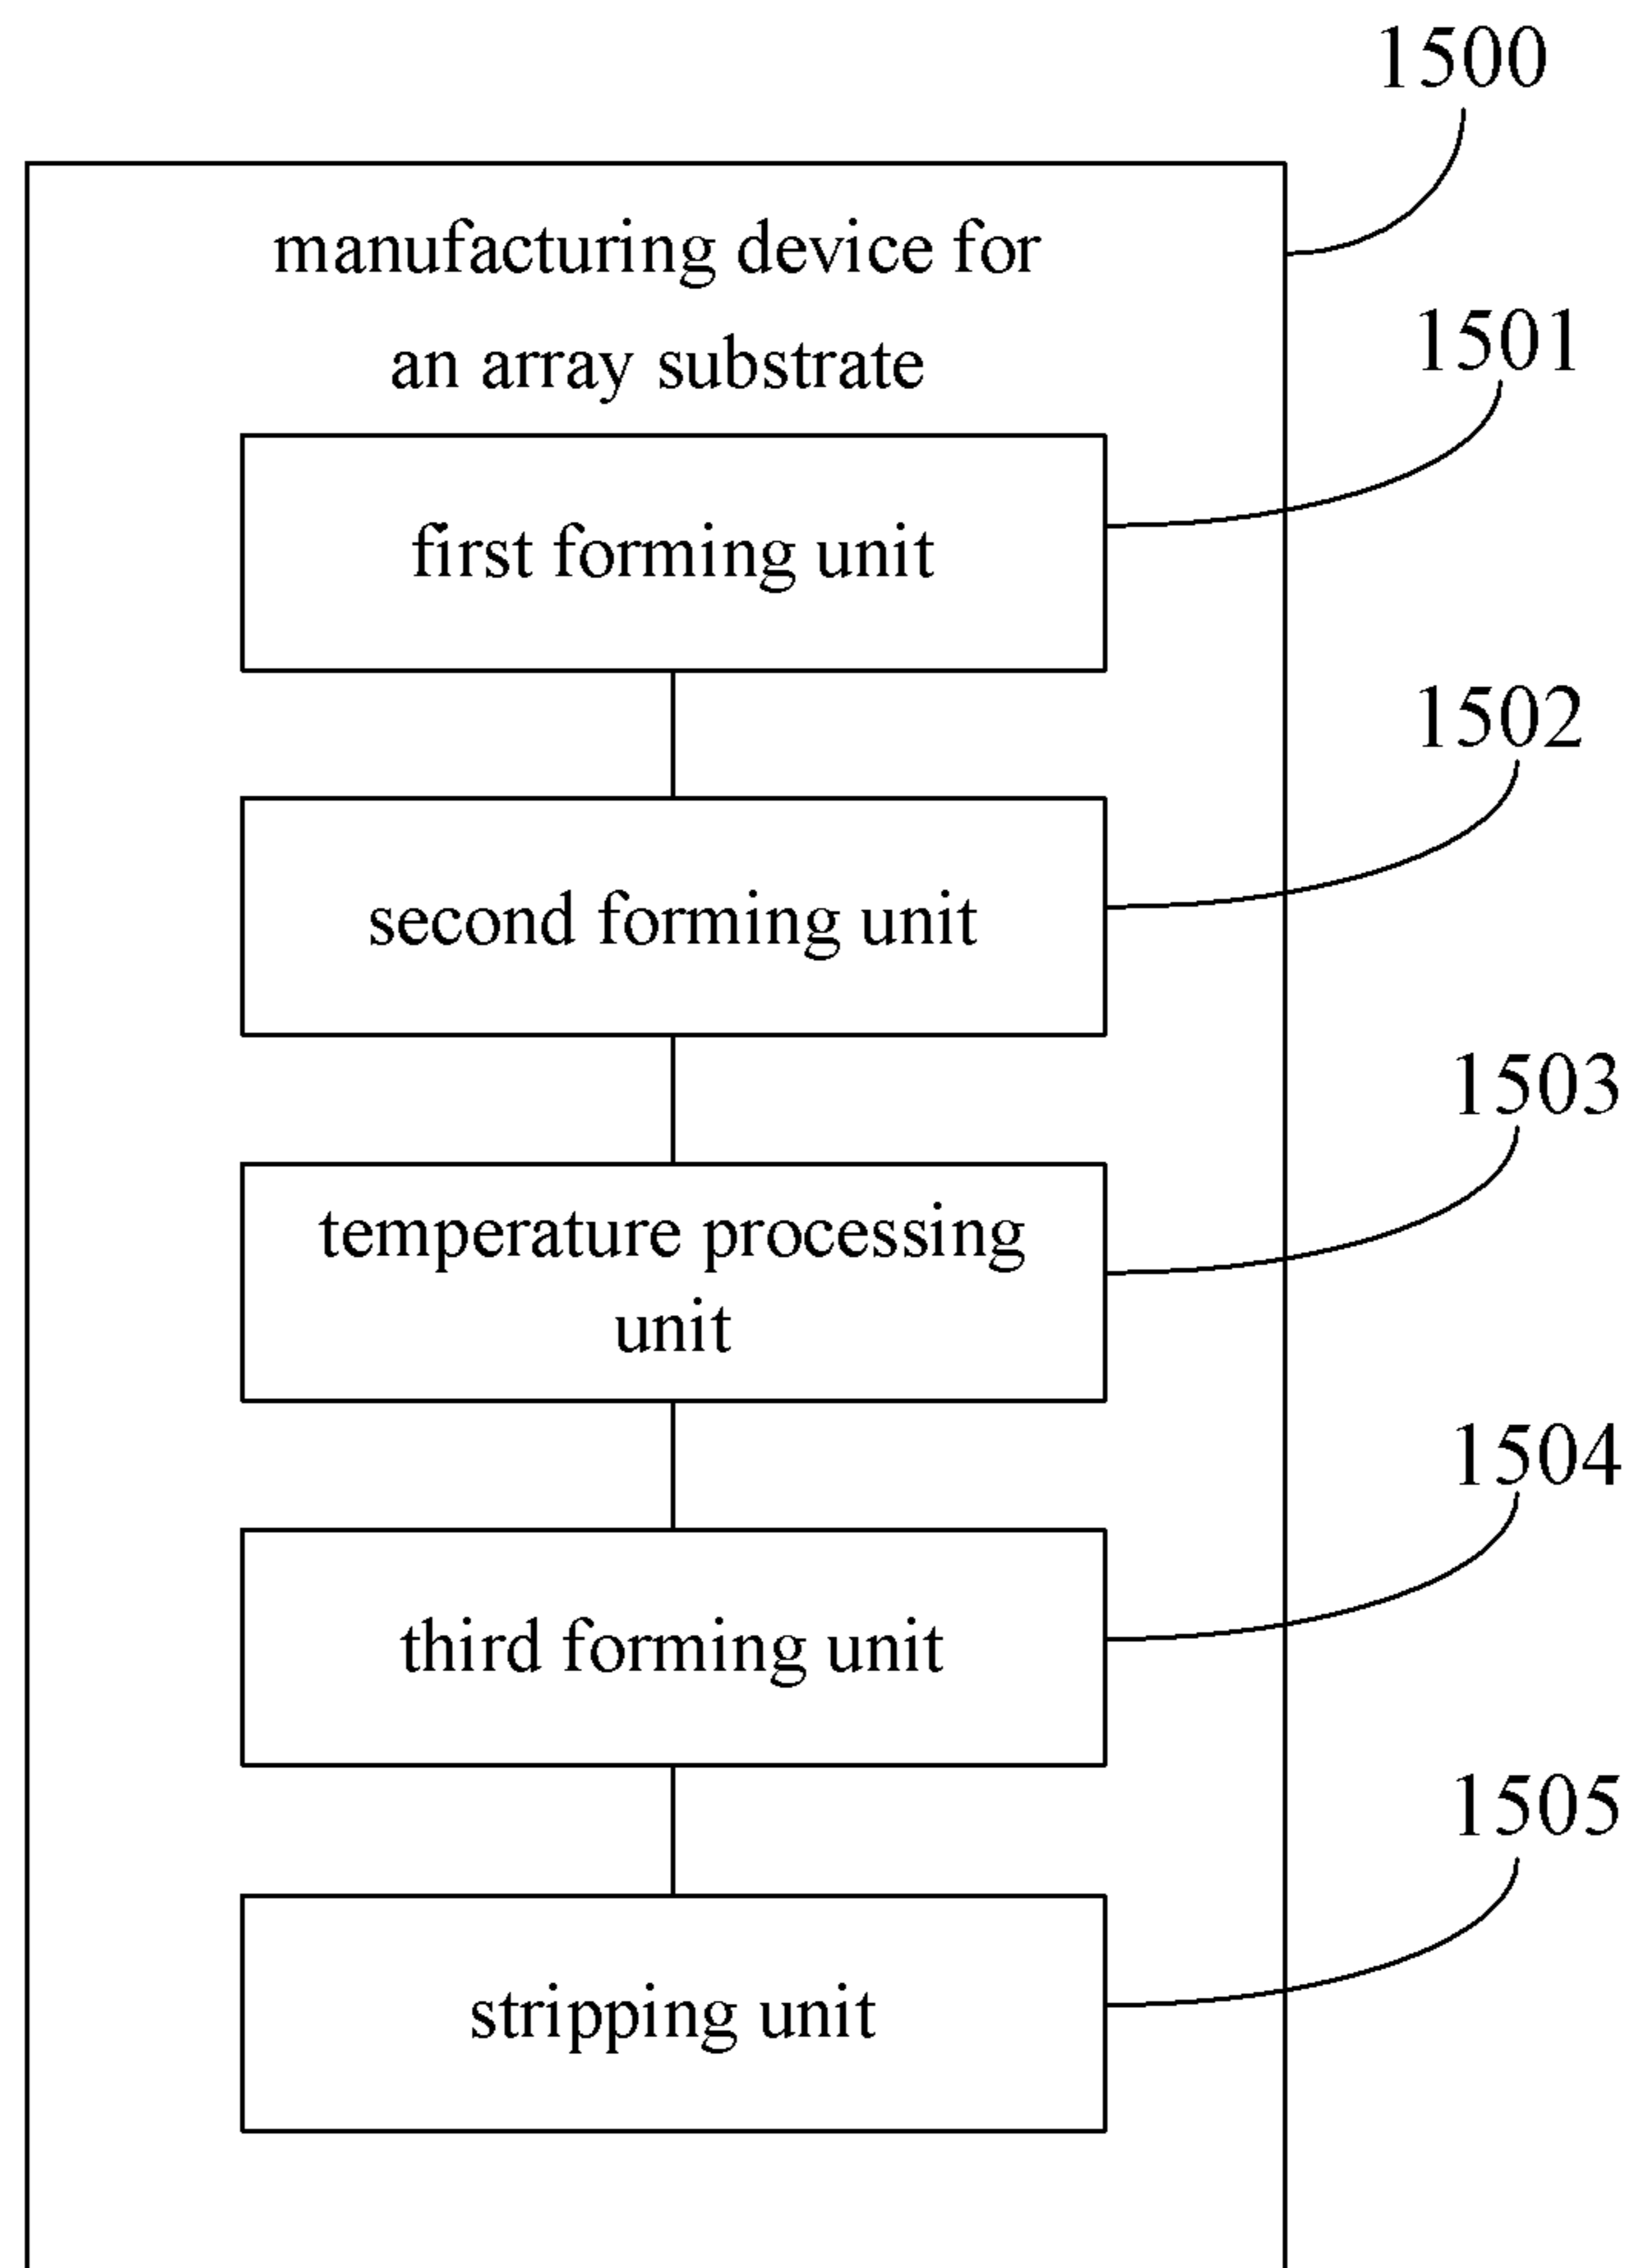 1500
manufacturing device for
an array substrate
1501
first forming unit
1502
second forming unit
1503
temperature processing
unit
1504
third forming unit
1505
stripping unit